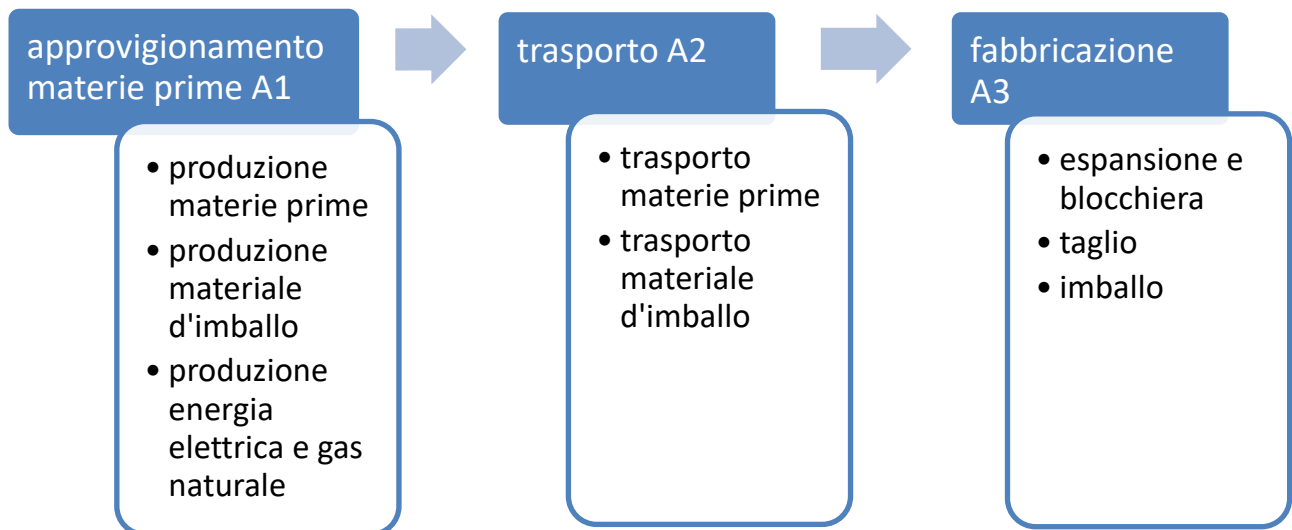 approvigionamento
materie prime A1
• produzione
materie prime
• produzione
materiale
d'imballo
• produzione
energia
elettrica e gas
naturale
trasporto A2
• trasporto
materie prime
• trasporto
materiale
d'imballo
fabbricazione
A3
• espansione e
blocchiera
• taglio
• imballo